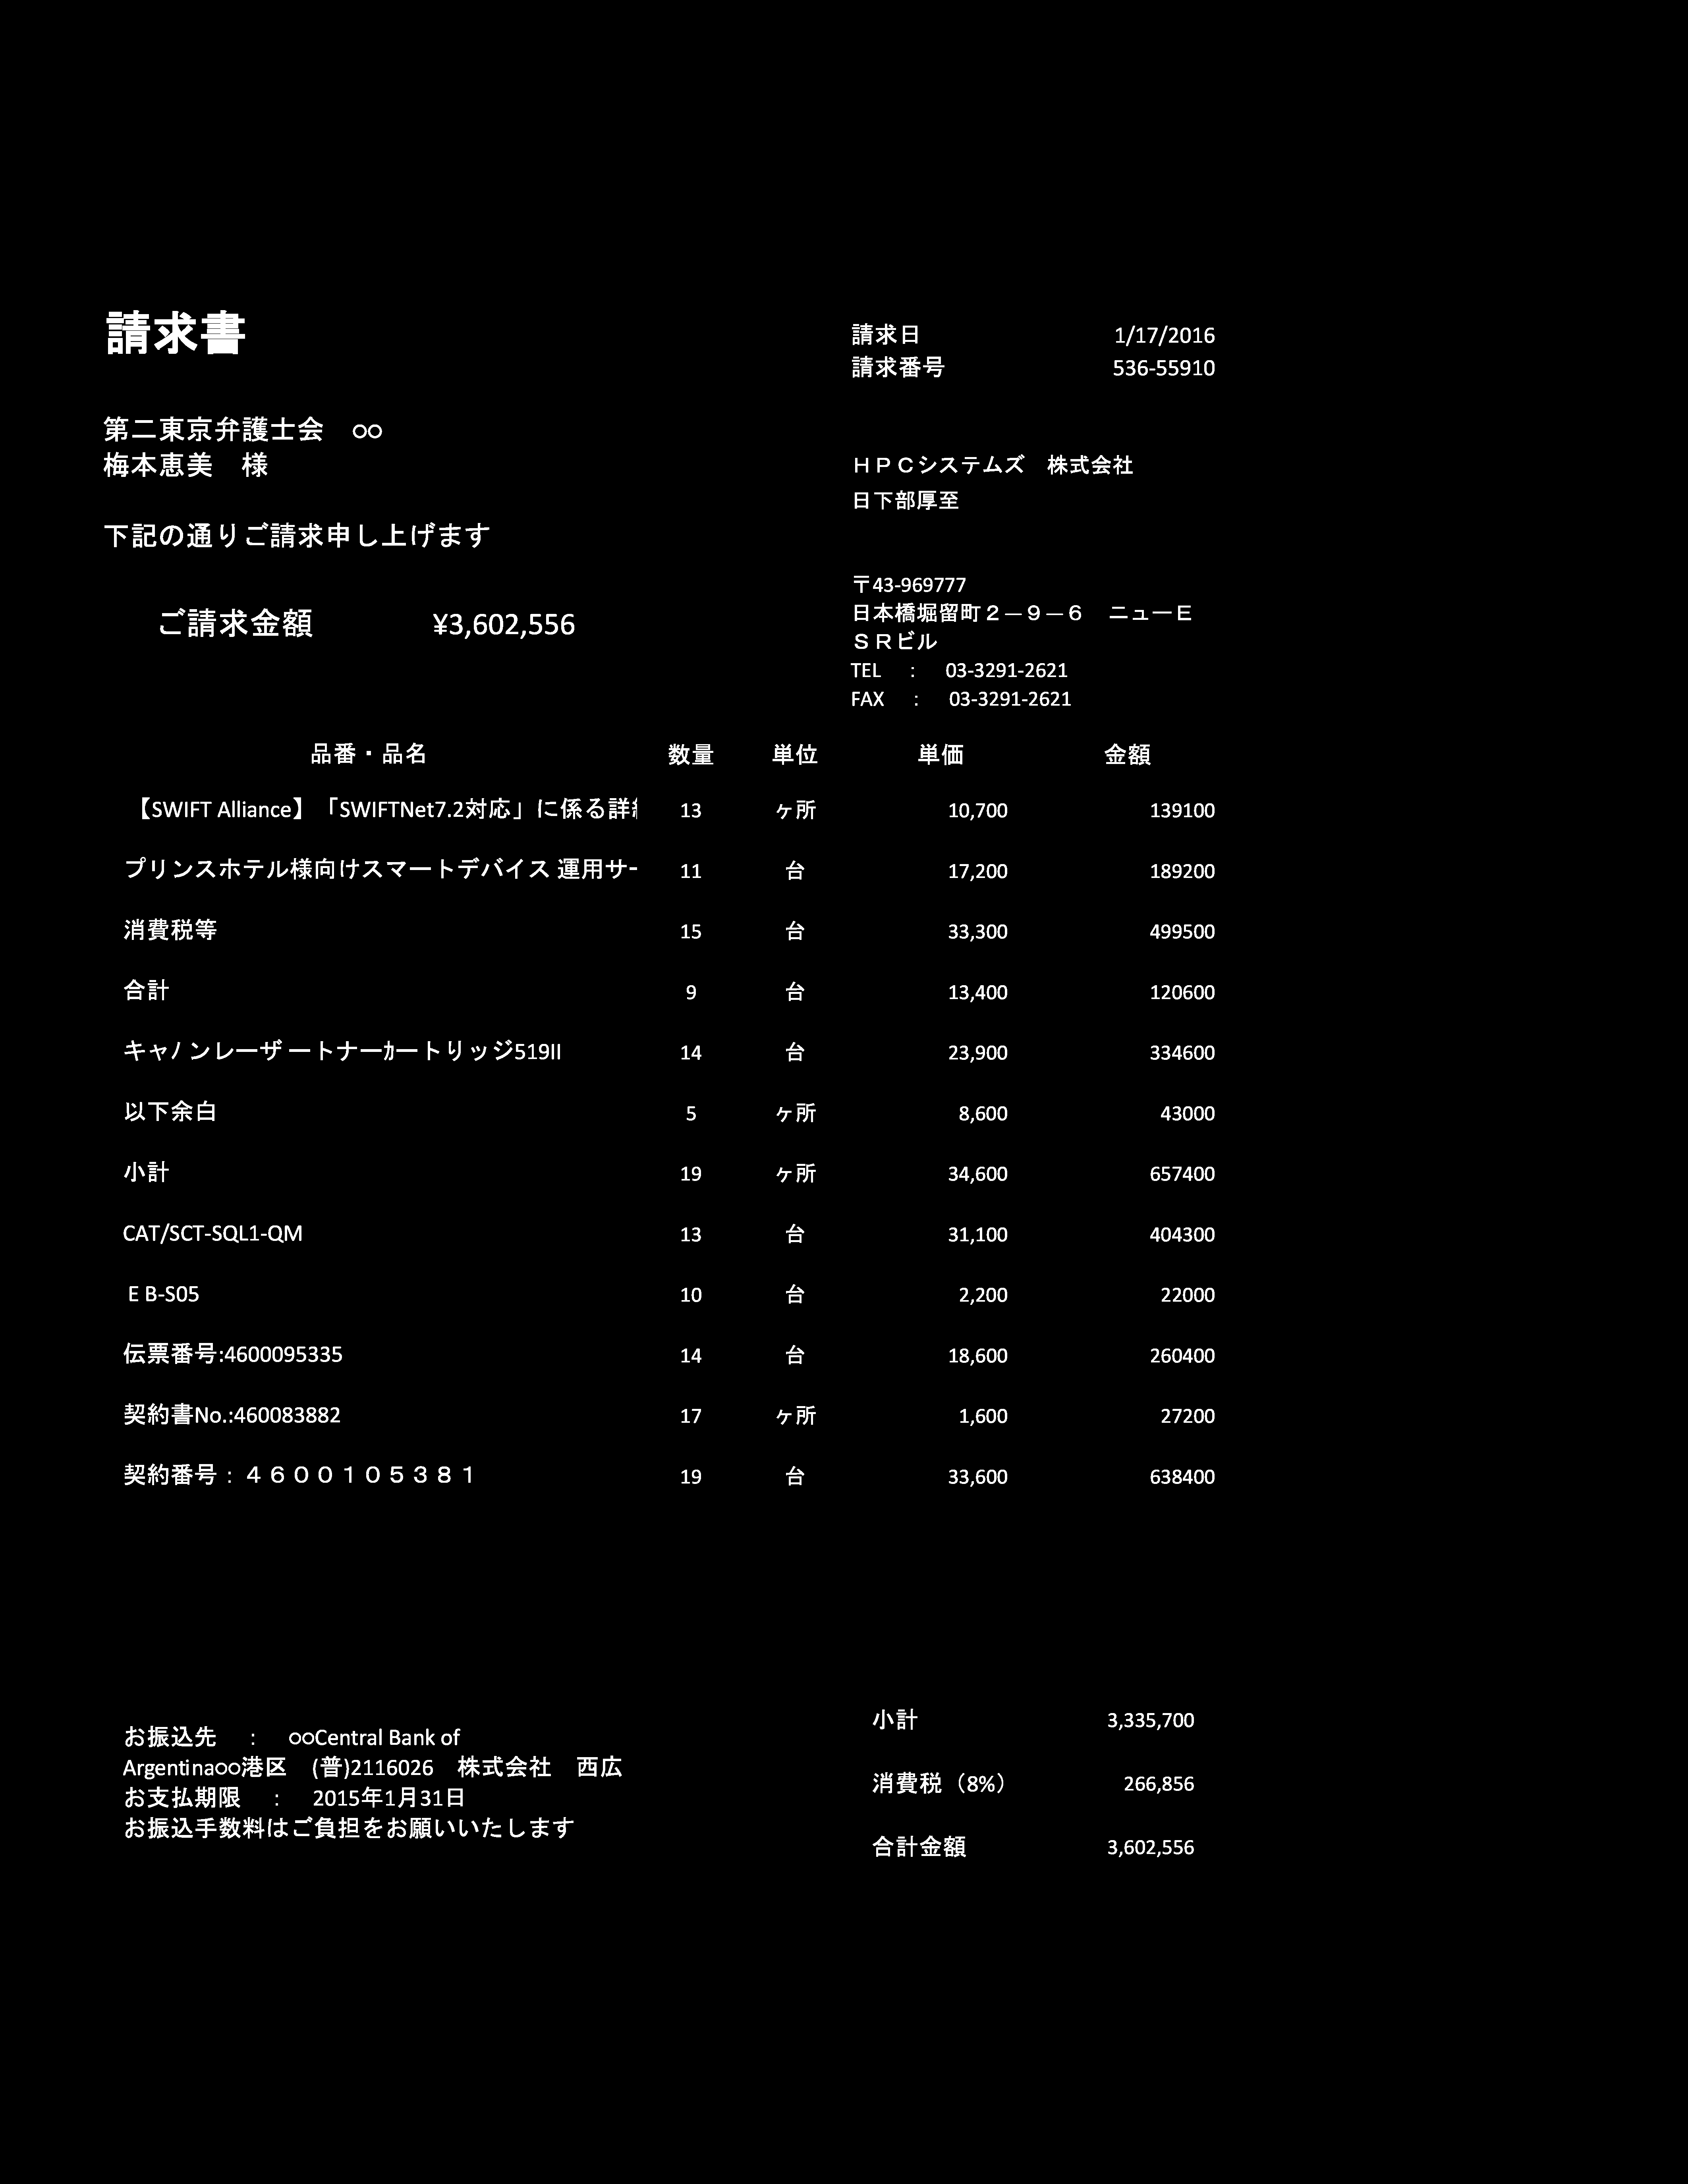 請求書
請求日 1/17/2016
請求番号 536-55910
第二東京弁護士会 ○○
梅本恵美 様
ＨＰＣシステムズ 株式会社
日下部厚至
下記の通りご請求申し上げます
〒43-969777
日本橋堀留町２－９－６ ニューＥ
ＳＲビル
TEL : 03-3291-2621
FAX : 03-3291-2621
ご請求金額 ¥3,602,556
品番・品名 数量 単位 単価 金額
【SWIFT Alliance】「SWIFTNet7.2対応」に係る詳 13 ヶ所 10,700 139100
プリンスホテル様向けスマートデバイス 運用サー 11 台 17,200 189200
消費税等 15 台 33,300 499500
合計 9 台 13,400 120600
キャノンレーザートナーカートリッジ519II 14 台 23,900 334600
以下余白 5 ヶ所 8,600 43000
小計 19 ヶ所 34,600 657400
CAT/SCT-SQL1-QM 13 台 31,100 404300
E B-S05 10 台 2,200 22000
伝票番号:4600095335 14 台 18,600 260400
契約書No.:460083882 17 ヶ所 1,600 27200
契約番号：４６００１０５３８１ 19 台 33,600 638400
お振込先 : ○○Central Bank of
Argentina○○港区 (普)2116026 株式会社 西広
お支払期限 : 2015年1月31日
お振込手数料はご負担をお願いいたします
小計 3,335,700
消費税（8%） 266,856
合計金額 3,602,556